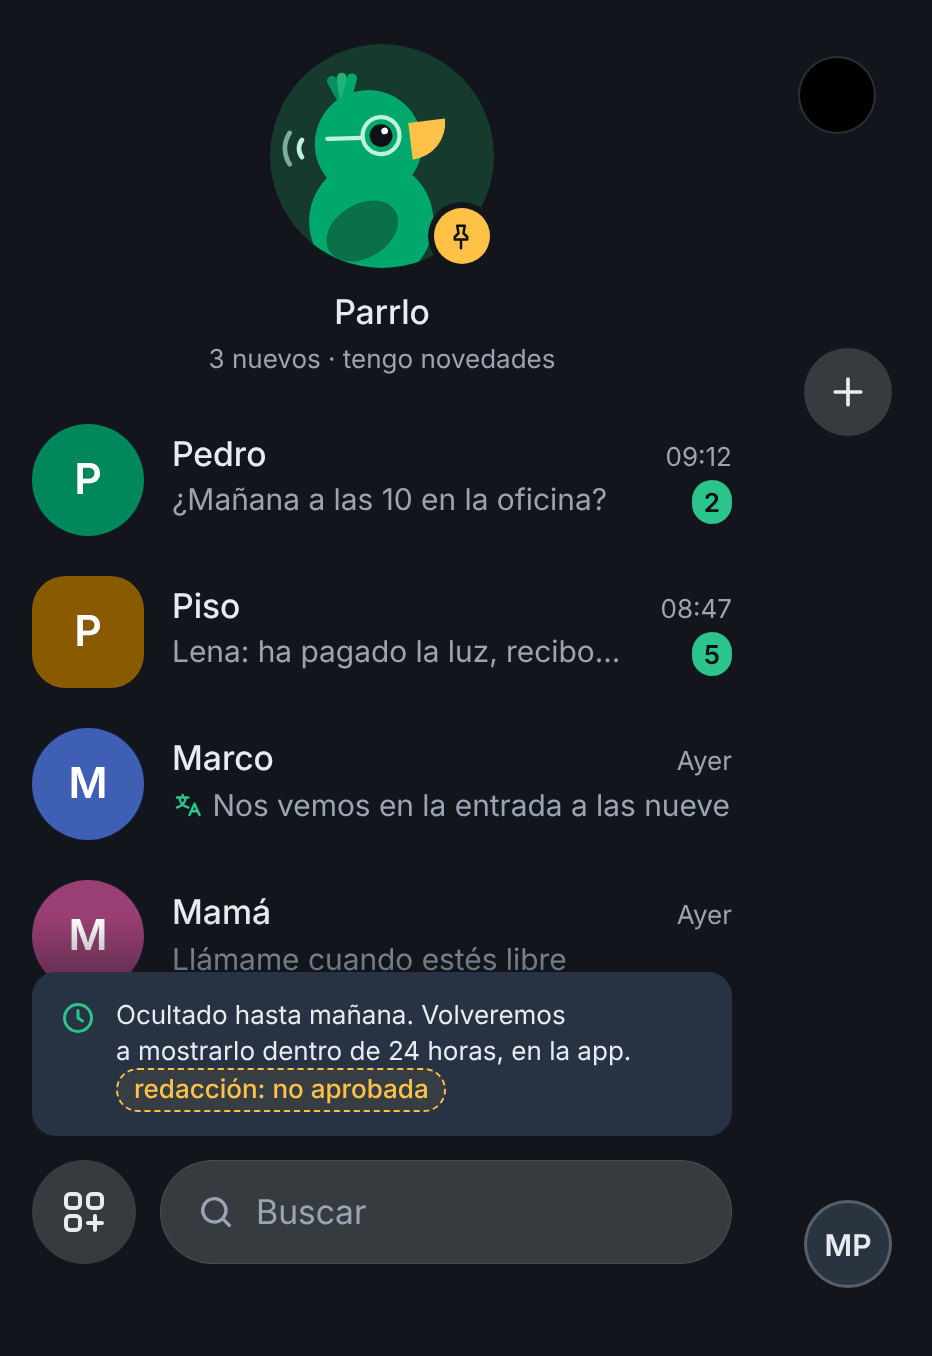 Parrlo
3 nuevos · tengo novedades
P
Pedro
09:12
¿Mañana a las 10 en la oficina?
2
P
Piso
08:47
Lena: ha pagado la luz, recibo...
5
M
Marco
Ayer
Nos vemos en la entrada a las nueve
M
Mamá
Ayer
Llámame cuando estés libre
Ocultado hasta mañana. Volveremos
a mostrarlo dentro de 24 horas, en la app.
redacción: no aprobada
Buscar
MP